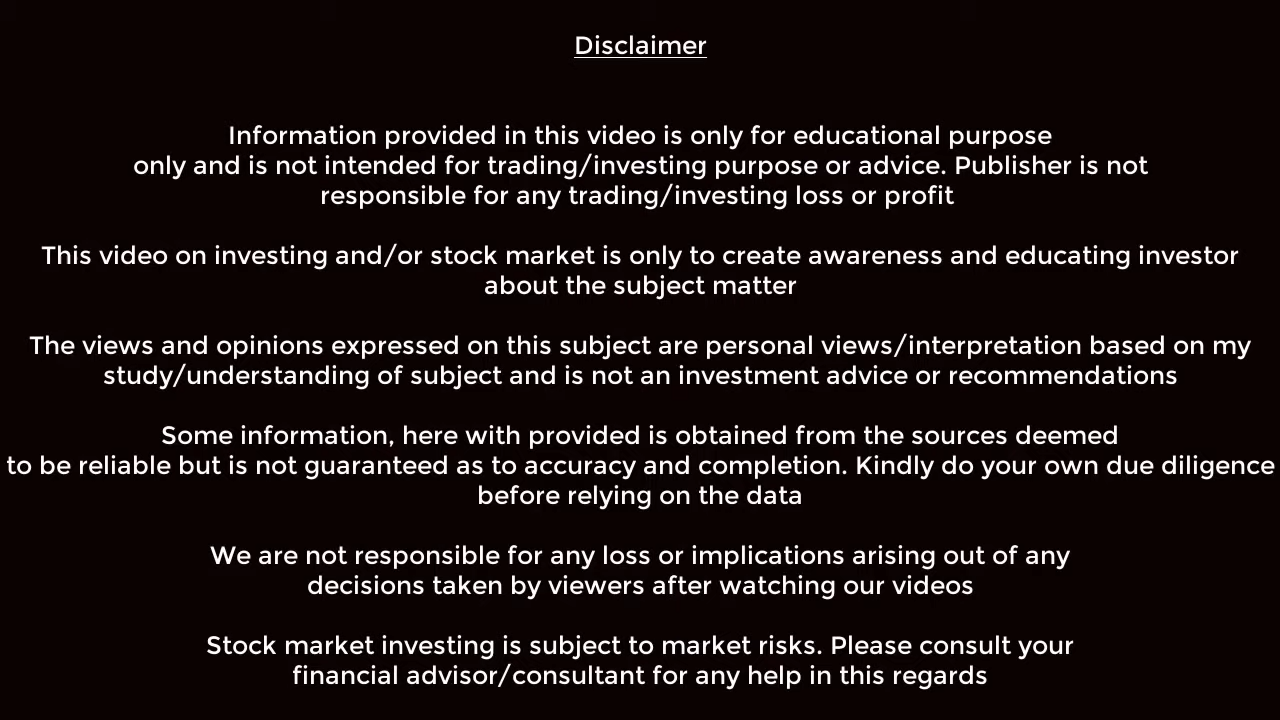 Disclaimer
Information provided in this video is only for educational purpose
only and is not intended for trading/investing purpose or advice. Publisher is not
responsible for any trading/investing loss or profit
This video on investing and/or stock market is only to create awareness and educating investor
about the subject matter
The views and opinions expressed on this subject are personal views/interpretation based on my
study/understanding of subject and is not an investment advice or recommendations
Some information, here with provided is obtained from the sources deemed
to be reliable but is not guaranteed as to accuracy and completion. Kindly do your own due diligence
before relying on the data
We are not responsible for any loss or implications arising out of any
decisions taken by viewers after watching our videos
Stock market investing is subject to market risks. Please consult your
financial advisor/consultant for any help in this regards